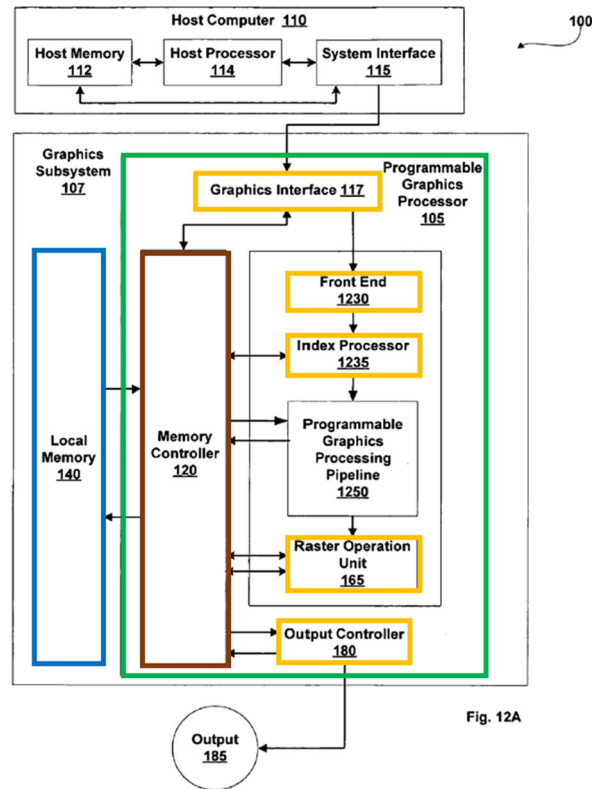 Host Computer 110
100
Host Memory
112
Host Processor
114
System Interface
115
Graphics
Subsystem
107
Programmable
Graphics
Processor
105
Graphics Interface 117
Front End
1230
Index Processor
1235
Local
Memory
140
Memory
Controller
120
Programmable
Graphics
Processing
Pipeline
1250
Raster Operation
Unit
165
Output Controller
180
Output
185
Fig. 12A